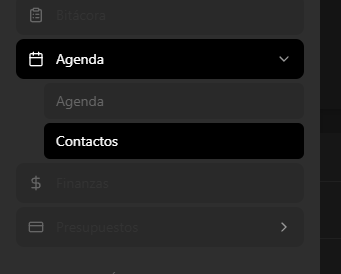 Bitácora
Agenda
Agenda
Contactos
Finanzas
Presupuestos